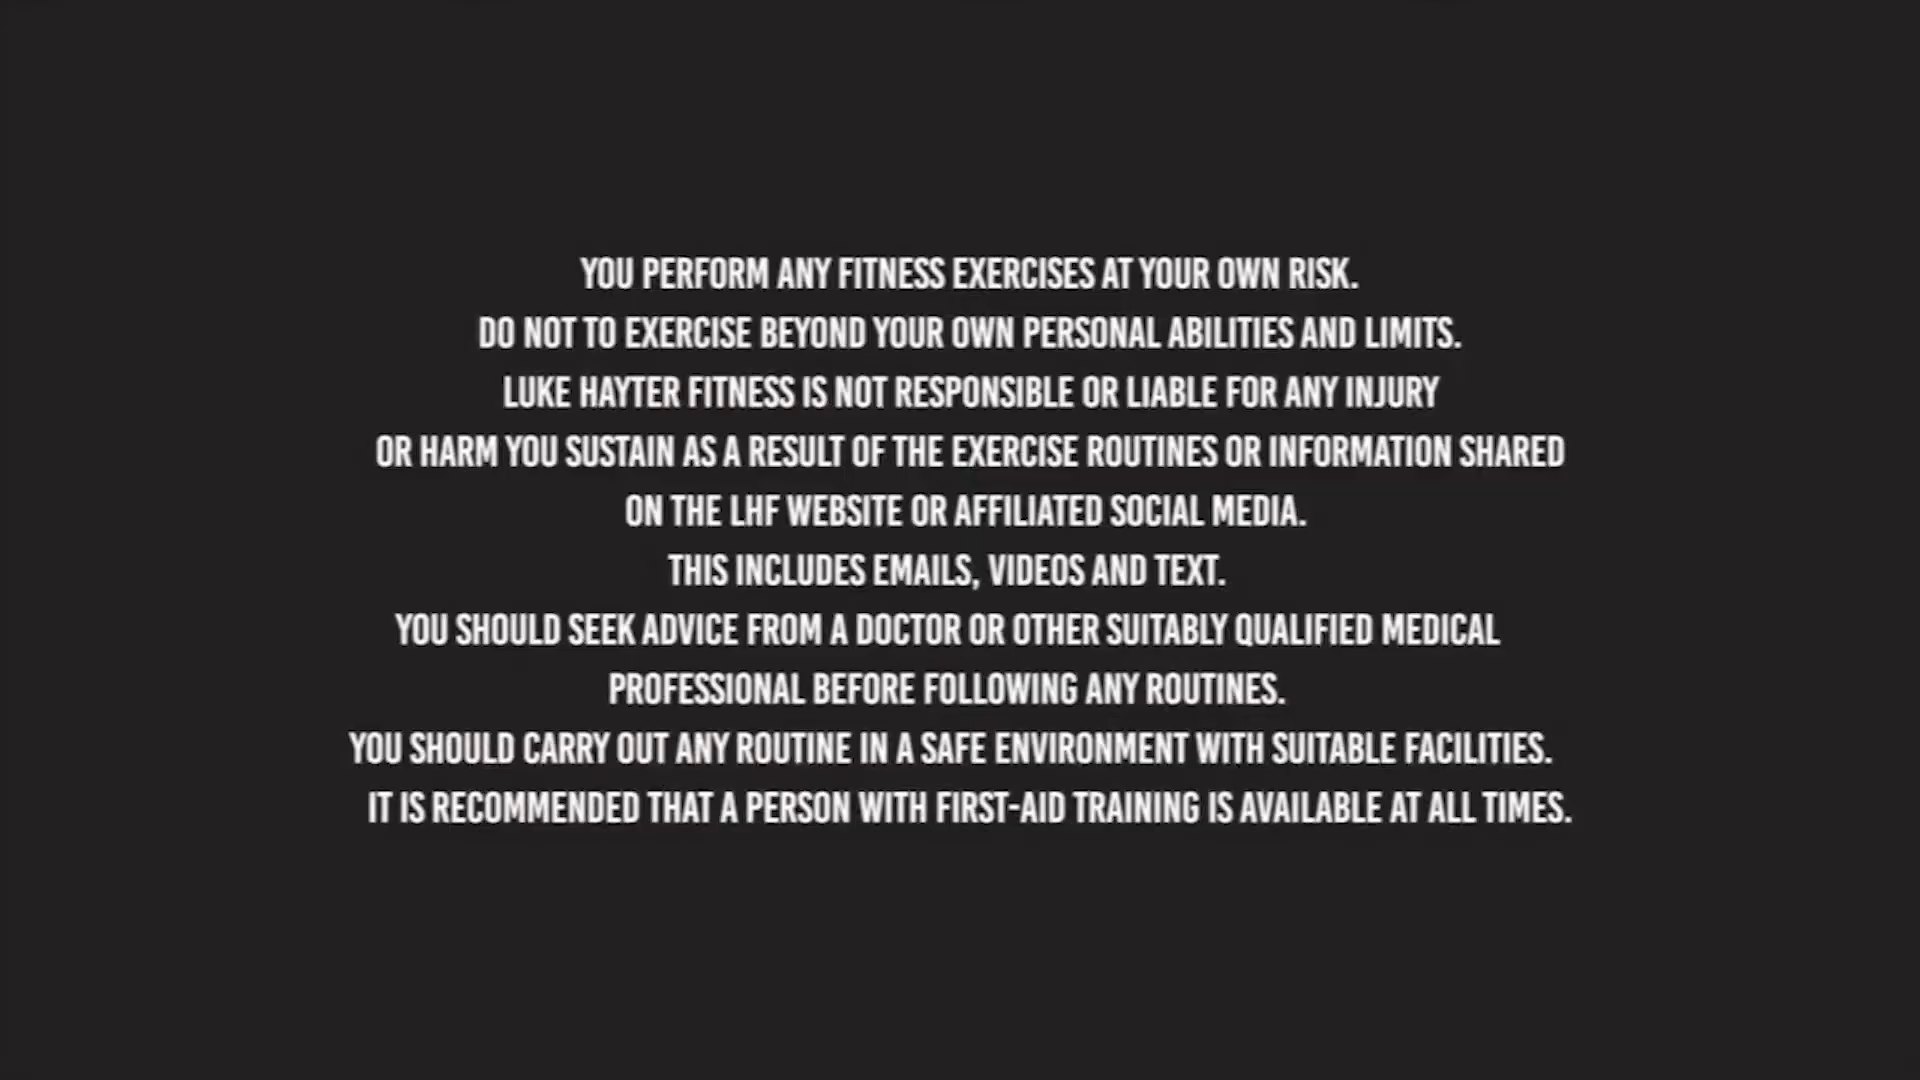 YOU PERFORM ANY FITNESS EXERCISES AT YOUR OWN RISK.
DO NOT TO EXERCISE BEYOND YOUR OWN PERSONAL ABILITIES AND LIMITS.
LUKE HAYTER FITNESS IS NOT RESPONSIBLE OR LIABLE FOR ANY INJURY
OR HARM YOU SUSTAIN AS A RESULT OF THE EXERCISE ROUTINES OR INFORMATION SHARED
ON THE LHF WEBSITE OR AFFILIATED SOCIAL MEDIA.
THIS INCLUDES EMAILS, VIDEOS AND TEXT.
YOU SHOULD SEEK ADVICE FROM A DOCTOR OR OTHER SUITABLY QUALIFIED MEDICAL
PROFESSIONAL BEFORE FOLLOWING ANY ROUTINES.
YOU SHOULD CARRY OUT ANY ROUTINE IN A SAFE ENVIRONMENT WITH SUITABLE FACILITIES.
IT IS RECOMMENDED THAT A PERSON WITH FIRST-AID TRAINING IS AVAILABLE AT ALL TIMES.